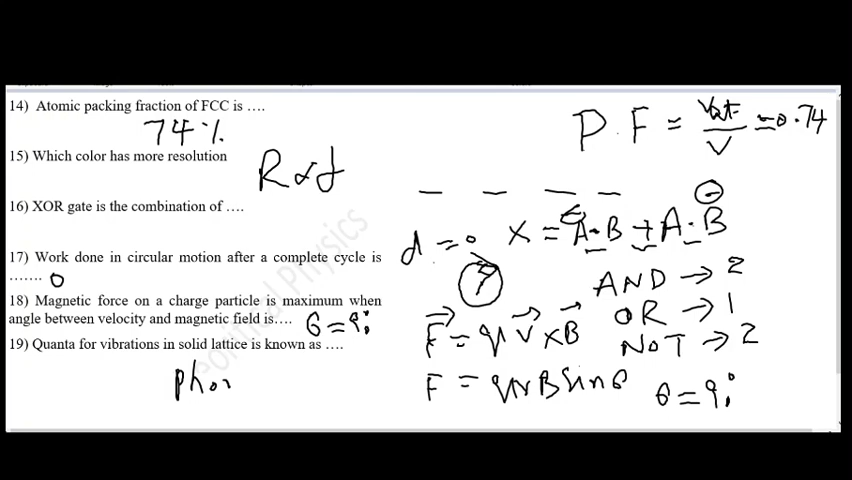 14) Atomic packing fraction of FCC is ….
74%
P.F = Vat/V = 0.74
15) Which color has more resolution
Red
16) XOR gate is the combination of ….
X = A̅·B + A·B̅
AND → 2
OR → 1
NOT → 2
17) Work done in circular motion after a complete cycle is
……. 0
d = 0
18) Magnetic force on a charge particle is maximum when
angle between velocity and magnetic field is…. θ = 90°
F = q v × B
F = qvB sinθ θ = 90°
19) Quanta for vibrations in solid lattice is known as ….
phon
Physics